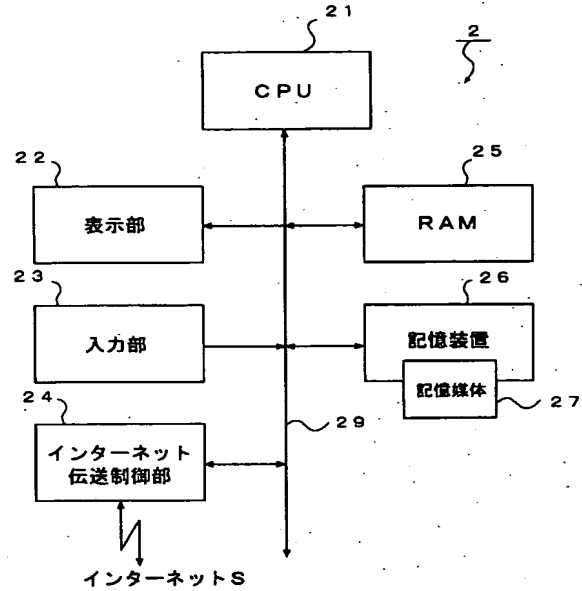 21
2
CPU
22
25
表示部
RAM
23
26
入力部
記憶装置
記憶媒体
27
24
29
インターネット
伝送制御部
インターネットS